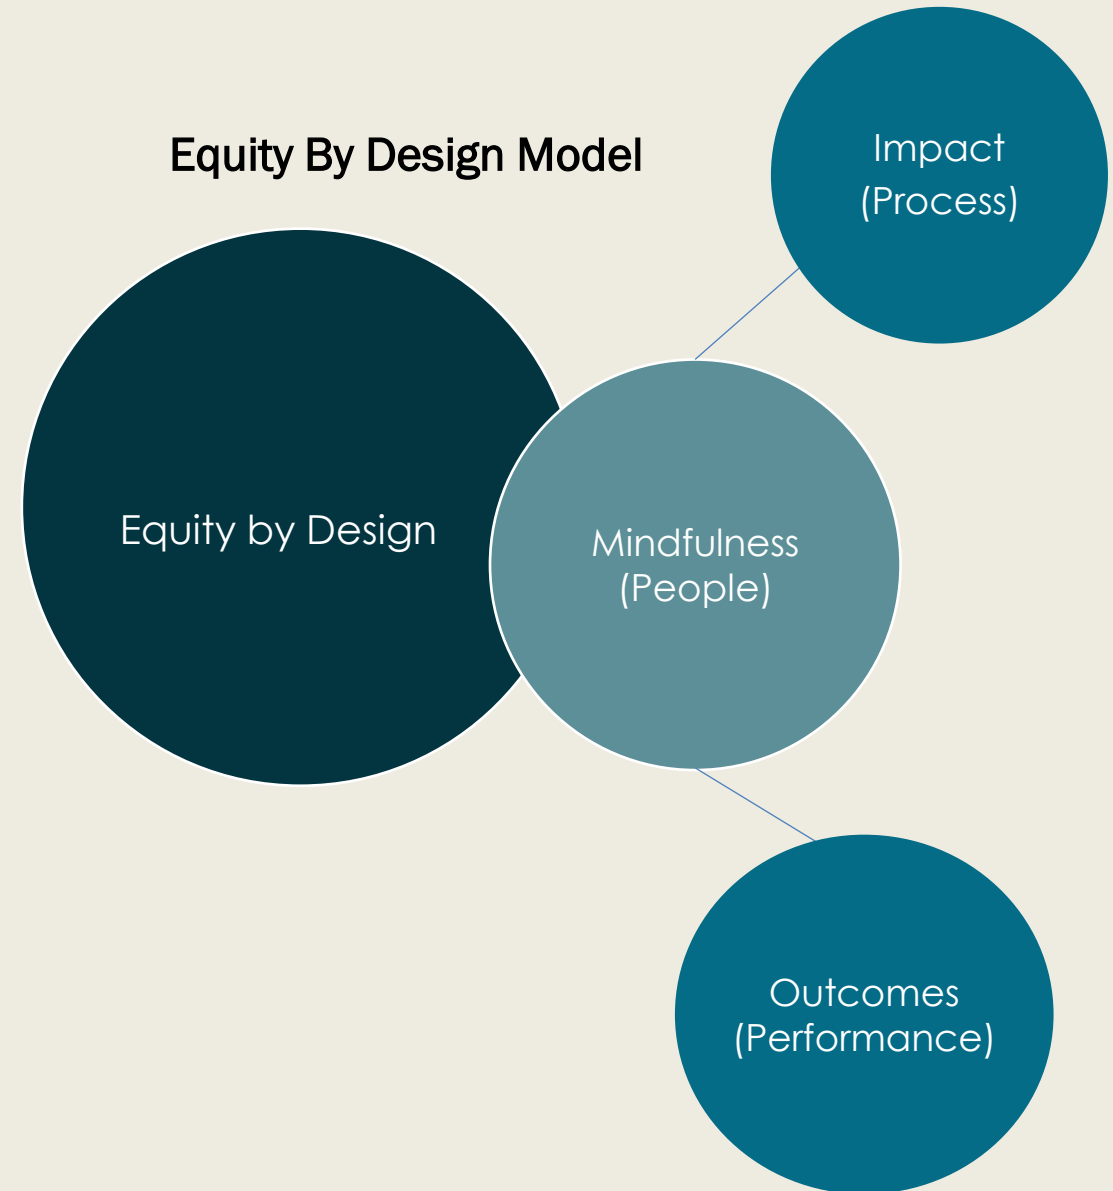 Equity By Design Model
Impact
(Process)
Equity by Design
Mindfulness
(People)
Outcomes
(Performance)